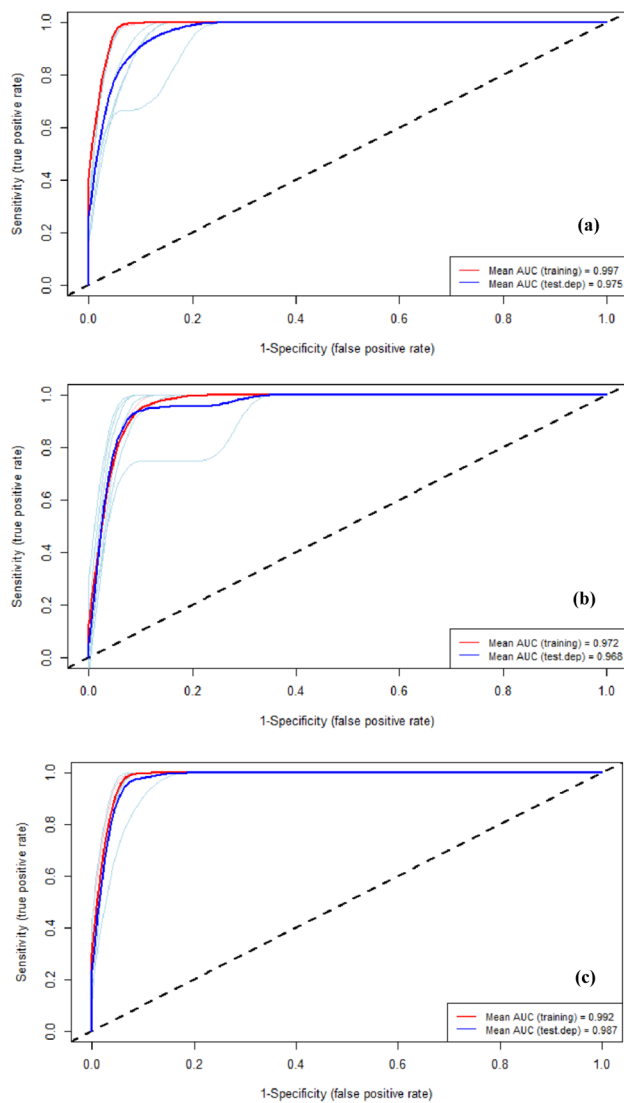 1.0
0.8
0.6
0.4
0.2
0.0
Sensitivity (true positive rate)
(a)
Mean AUC (training) = 0.997
Mean AUC (test.dep) = 0.975
0.0 0.2 0.4 0.6 0.8 1.0
1-Specificity (false positive rate)
1.0
0.8
0.6
0.4
0.2
0.0
Sensitivity (true positive rate)
(b)
Mean AUC (training) = 0.972
Mean AUC (test.dep) = 0.968
0.0 0.2 0.4 0.6 0.8 1.0
1-Specificity (false positive rate)
1.0
0.8
0.6
0.4
0.2
0.0
Sensitivity (true positive rate)
(c)
Mean AUC (training) = 0.992
Mean AUC (test.dep) = 0.987
0.0 0.2 0.4 0.6 0.8 1.0
1-Specificity (false positive rate)